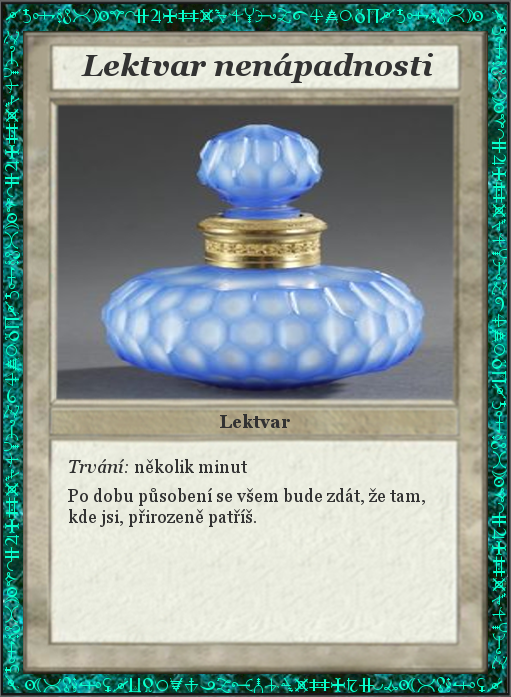 Lektvar nenápadnosti
Lektvar
Trvání: několik minut
Po dobu působení se všem bude zdát, že tam,
kde jsi, přirozeně patříš.